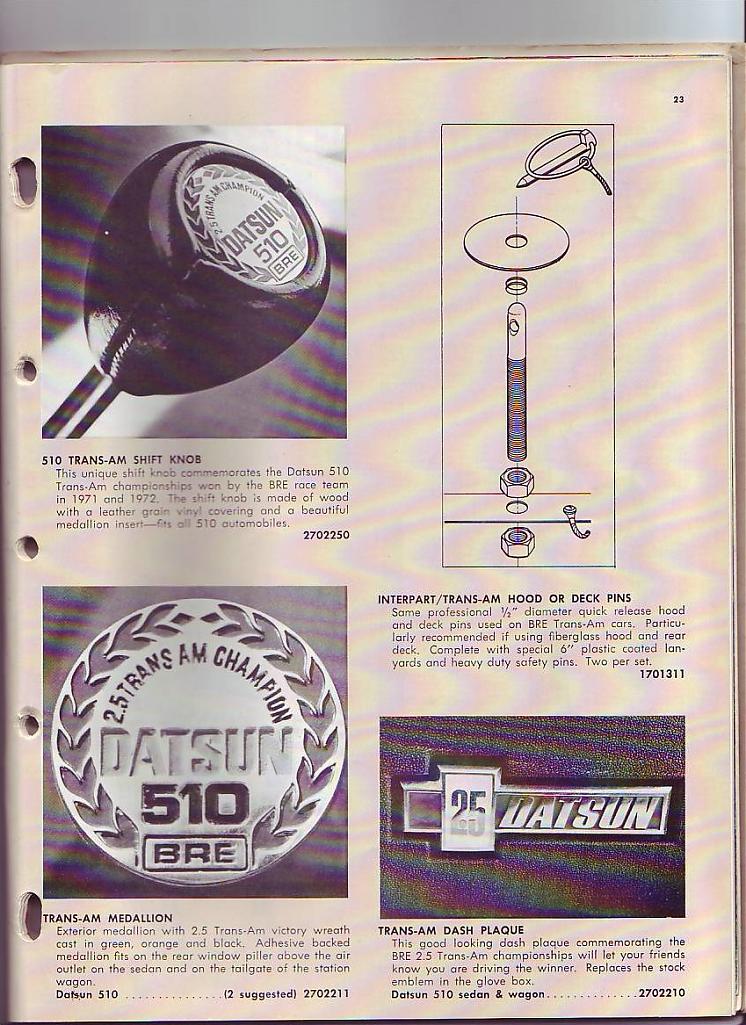 23
2.5 TRANS AM CHAMPION
DATSUN
510
BRE
510 TRANS-AM SHIFT KNOB
This unique shift knob commemorates the Datsun 510
Trans-Am championships won by the BRE race team
in 1971 and 1972. The shift knob is made of wood
with a leather grain vinyl covering and a beautiful
medallion insert—fits all 510 automobiles.
2702250
2.5 TRANS AM CHAMPION
DATSUN
510
BRE
TRANS-AM MEDALLION
Exterior medallion with 2.5 Trans-Am victory wreath
cast in green, orange and black. Adhesive backed
medallion fits on the rear window piller above the air
outlet on the sedan and on the tailgate of the station
wagon.
Datsun 510 ...............(2 suggested) 2702211
INTERPART/TRANS-AM HOOD OR DECK PINS
Same professional ½" diameter quick release hood
and deck pins used on BRE Trans-Am cars. Particu-
larly recommended if using fiberglass hood and rear
deck. Complete with special 6" plastic coated lan-
yards and heavy duty safety pins. Two per set.
1701311
2.5
DATSUN
TRANS-AM DASH PLAQUE
This good looking dash plaque commemorating the
BRE 2.5 Trans-Am championships will let your friends
know you are driving the winner. Replaces the stock
emblem in the glove box.
Datsun 510 sedan & wagon.............2702210